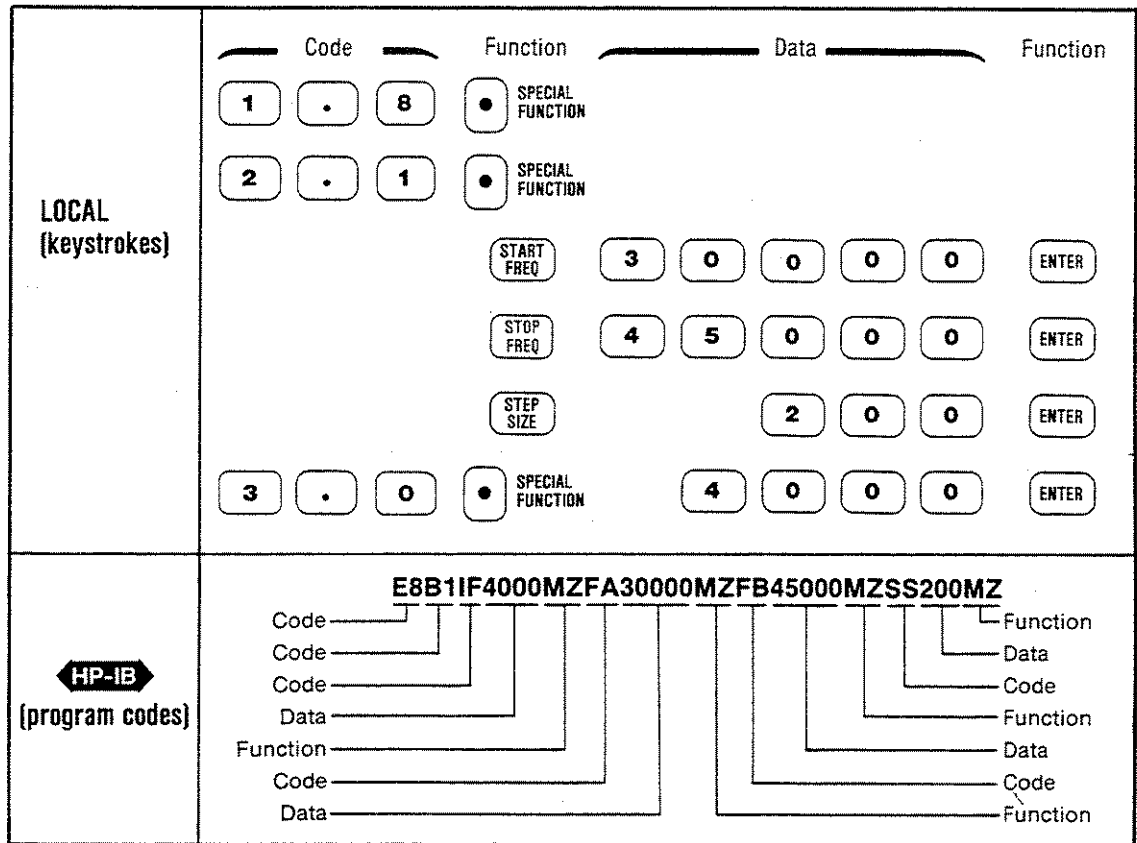 Code Function Data Function
1 . 8 • SPECIAL
FUNCTION
2 . 1 • SPECIAL
FUNCTION
LOCAL
(keystrokes)
START
FREQ 3 0 0 0 0 ENTER
STOP
FREQ 4 5 0 0 0 ENTER
STEP
SIZE 2 0 0 ENTER
3 . 0 • SPECIAL
FUNCTION 4 0 0 0 ENTER
HP-IB
(program codes)
E8B1IF4000MZFA30000MZFB45000MZSS200MZ
Code Function
Code Data
Code Code
Data Function
Function Data
Code Code
Data Function